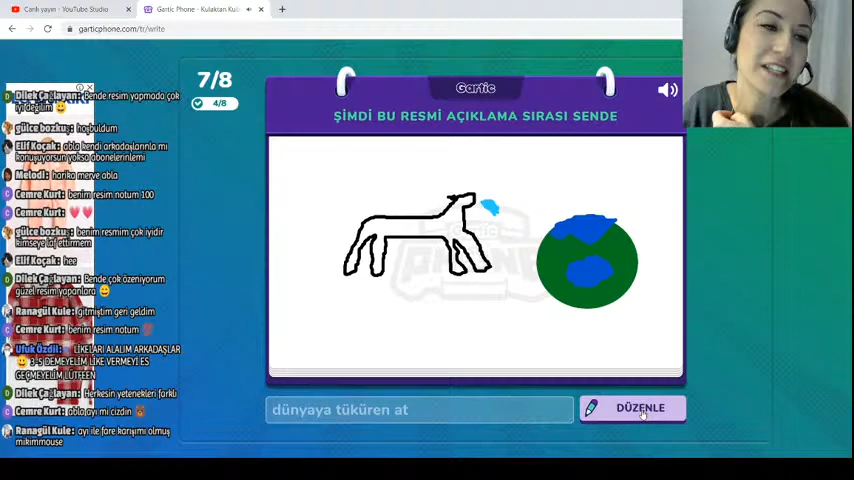 Canlı yayın - YouTube Studio
Gartic Phone - Kulaktan Kul
garticphone.com/tr/write
7/8
4/8
Gartic
ŞİMDİ BU RESMİ AÇIKLAMA SIRASI SENDE
dünyaya tüküren at
DÜZENLE
Dilek Çağlayan: Bende resim yapmada çok
iyi değilim
gülce bozkuş: hoşbuldum
Elif Koçak: abla kendi arkadaşlarınla mı
konuşuyorsun yoksa abonelerinlemi
Melodi: harika merve abla
Cemre Kurt: benim resim notum 100
Cemre Kurt:
gülce bozkuş: benim resmim çok iyidir
kimseye laf ettirmem
Elif Koçak: hee
Dilek Çağlayan: Bende çok özeniyorum
güzel resim yapanlara
Ranagül Kule: gitmiştim geri geldim
Cemre Kurt: benim resim notum 💯
Ufuk Özdil: LİKELARI ALALIM ARKADAŞLAR
3-5 DEMEYELİM LİKE VERMEYİ ES
GEÇMEYELİM LÜTFEEN
Dilek Çağlayan: Herkesin yetenekleri farklı
Cemre Kurt: abla ayı mı cizdin
Ranagül Kule: ayi ile fare karışımı olmuş
mikimmouse